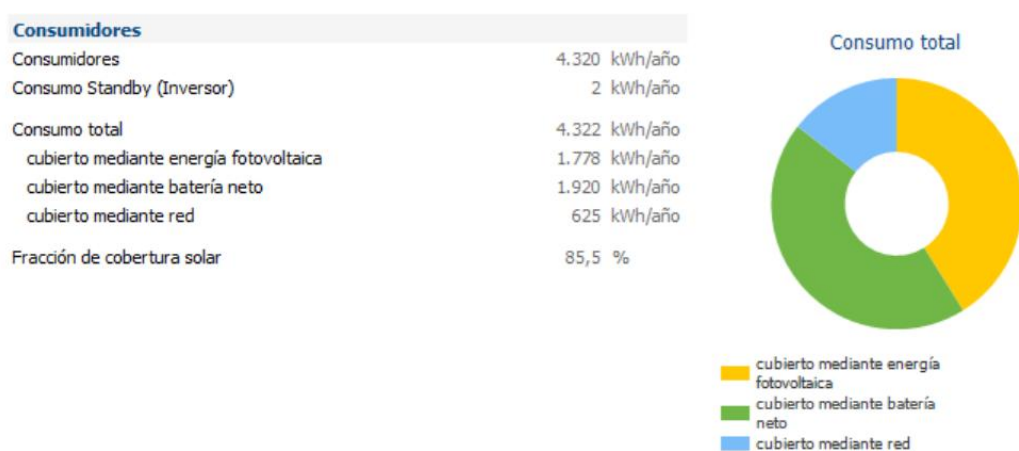 Consumidores
Consumidores 4.320 kWh/año
Consumo Standby (Inversor) 2 kWh/año
Consumo total 4.322 kWh/año
cubierto mediante energía fotovoltaica 1.778 kWh/año
cubierto mediante batería neto 1.920 kWh/año
cubierto mediante red 625 kWh/año
Fracción de cobertura solar 85,5 %
Consumo total
cubierto mediante energía
fotovoltaica
cubierto mediante batería
neto
cubierto mediante red